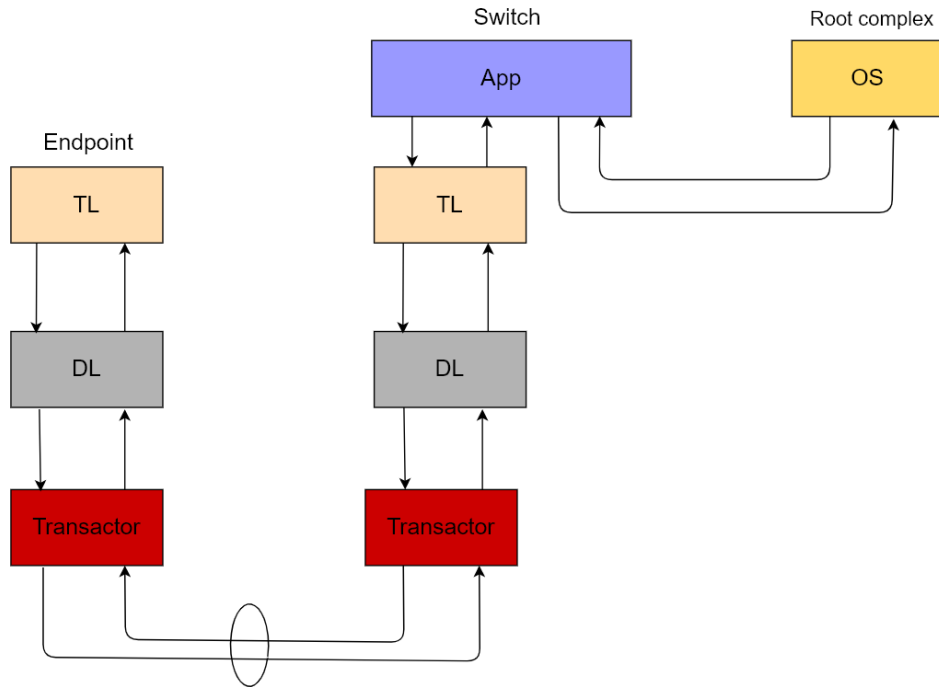 Switch
Root complex
App
OS
Endpoint
TL
TL
DL
DL
Transactor
Transactor